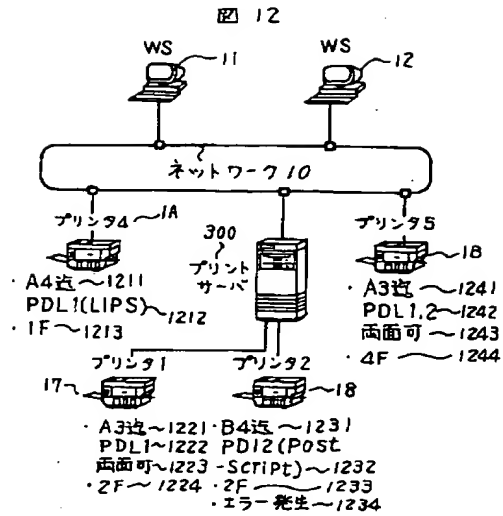 図 12
WS
11
WS
12
ネットワーク 10
プリンタ4
1A
300
プリント
サーバ
プリンタ5
1B
・A4迄～1211
PDL1(LIPS)～1212
・1F～1213
・A3迄～1241
PDL1,2～1242
両面可～1243
・4F～1244
プリンタ1
プリンタ2
17
18
・A3迄～1221
PDL1～1222
両面可～1223
・2F～1224
・B4迄～1231
PDl2(Post
-Script)～1232
・2F～1233
・エラー発生～1234